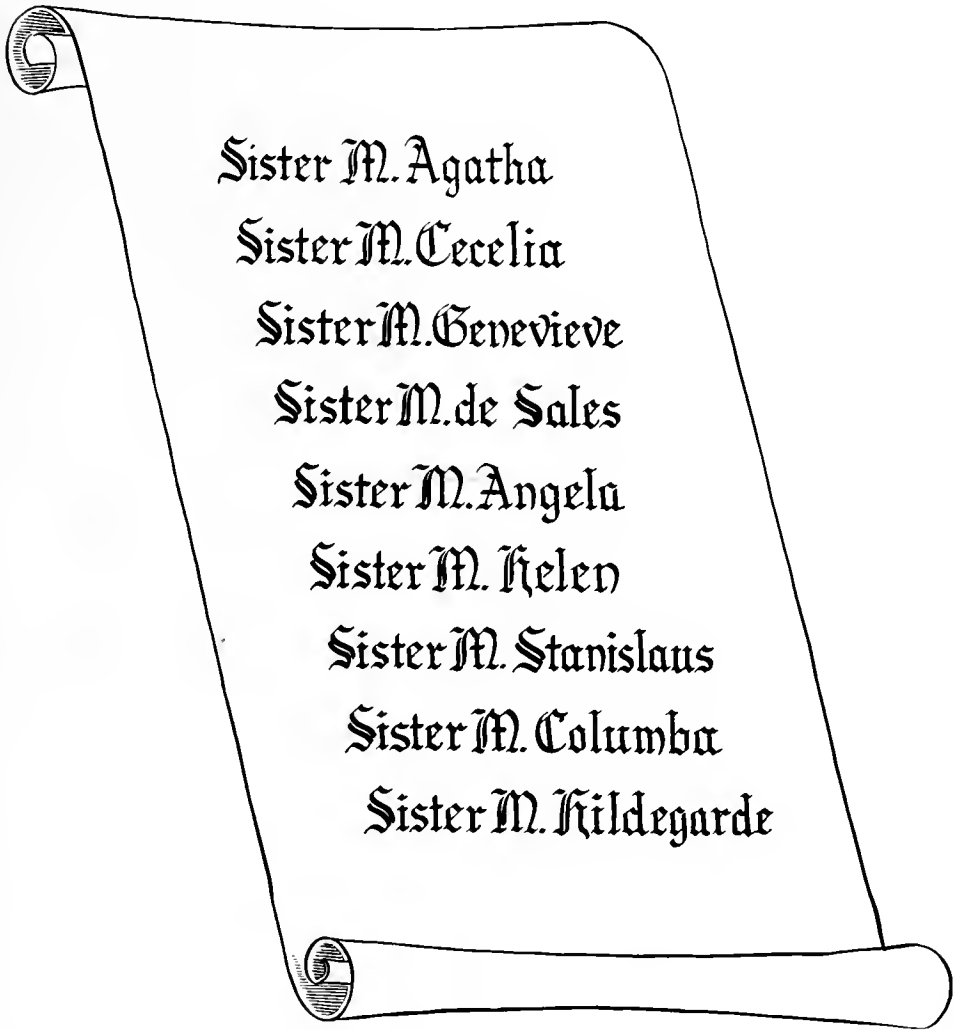 Sister M. Agatha
Sister M. Cecelia
Sister M. Genevieve
Sister M. de Sales
Sister M. Angela
Sister M. Helen
Sister M. Stanislaus
Sister M. Columba
Sister M. Hildegarde